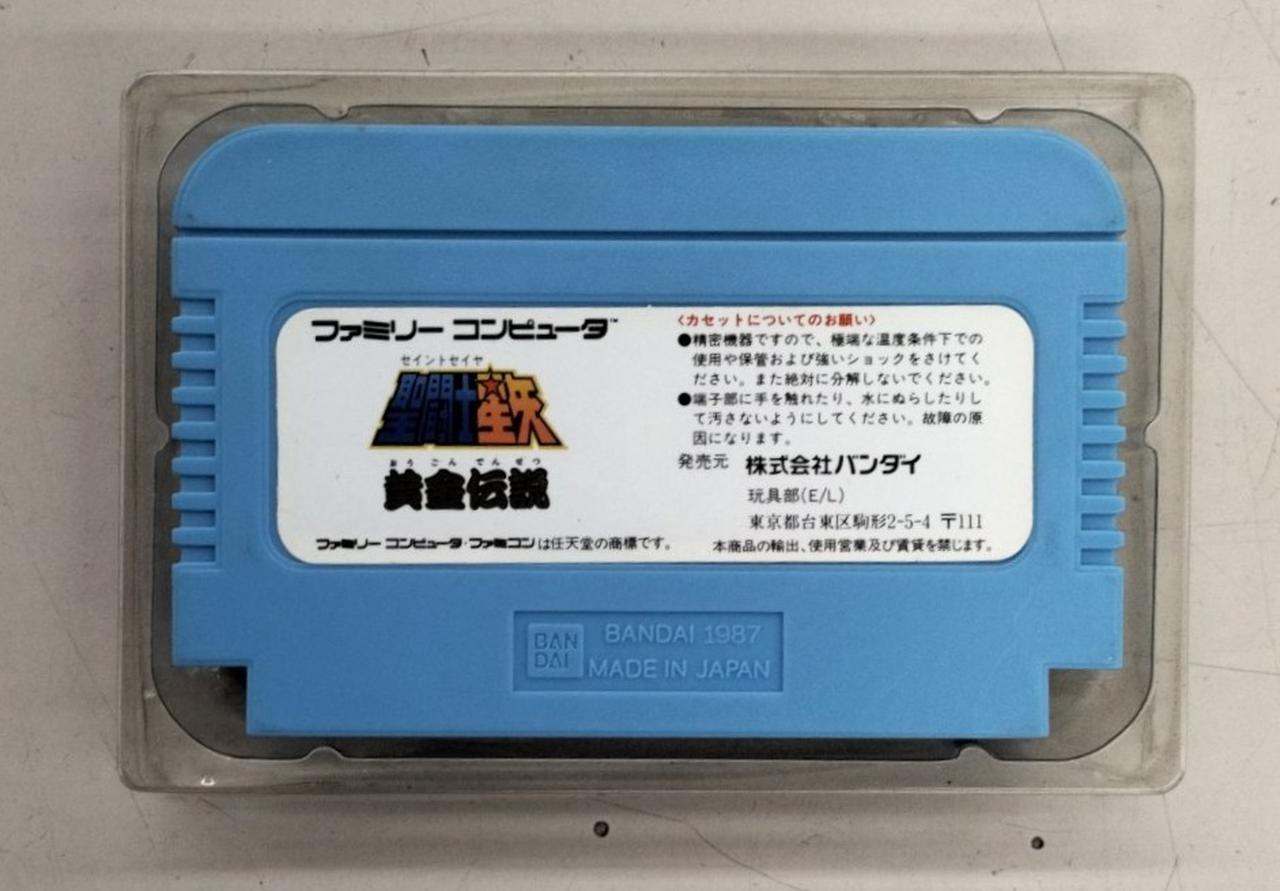 ファミリー コンピュータ™
セイントセイヤ
聖闘士星矢
おうごんでんせつ
黄金伝説
ファミリー コンピュータ・ファミコンは任天堂の商標です。
〈カセットについてのお願い〉
●精密機器ですので、極端な温度条件下での
使用や保管および強いショックをさけてく
ださい。また絶対に分解しないでください。
●端子部に手を触れたり、水にぬらしたりし
て汚さないようにしてください。故障の原
因になります。
発売元 株式会社バンダイ
玩具部(E/L)
東京都台東区駒形2-5-4 〒111
本商品の輸出、使用営業及び賃貸を禁じます。
BAN
DAI
BANDAI 1987
MADE IN JAPAN